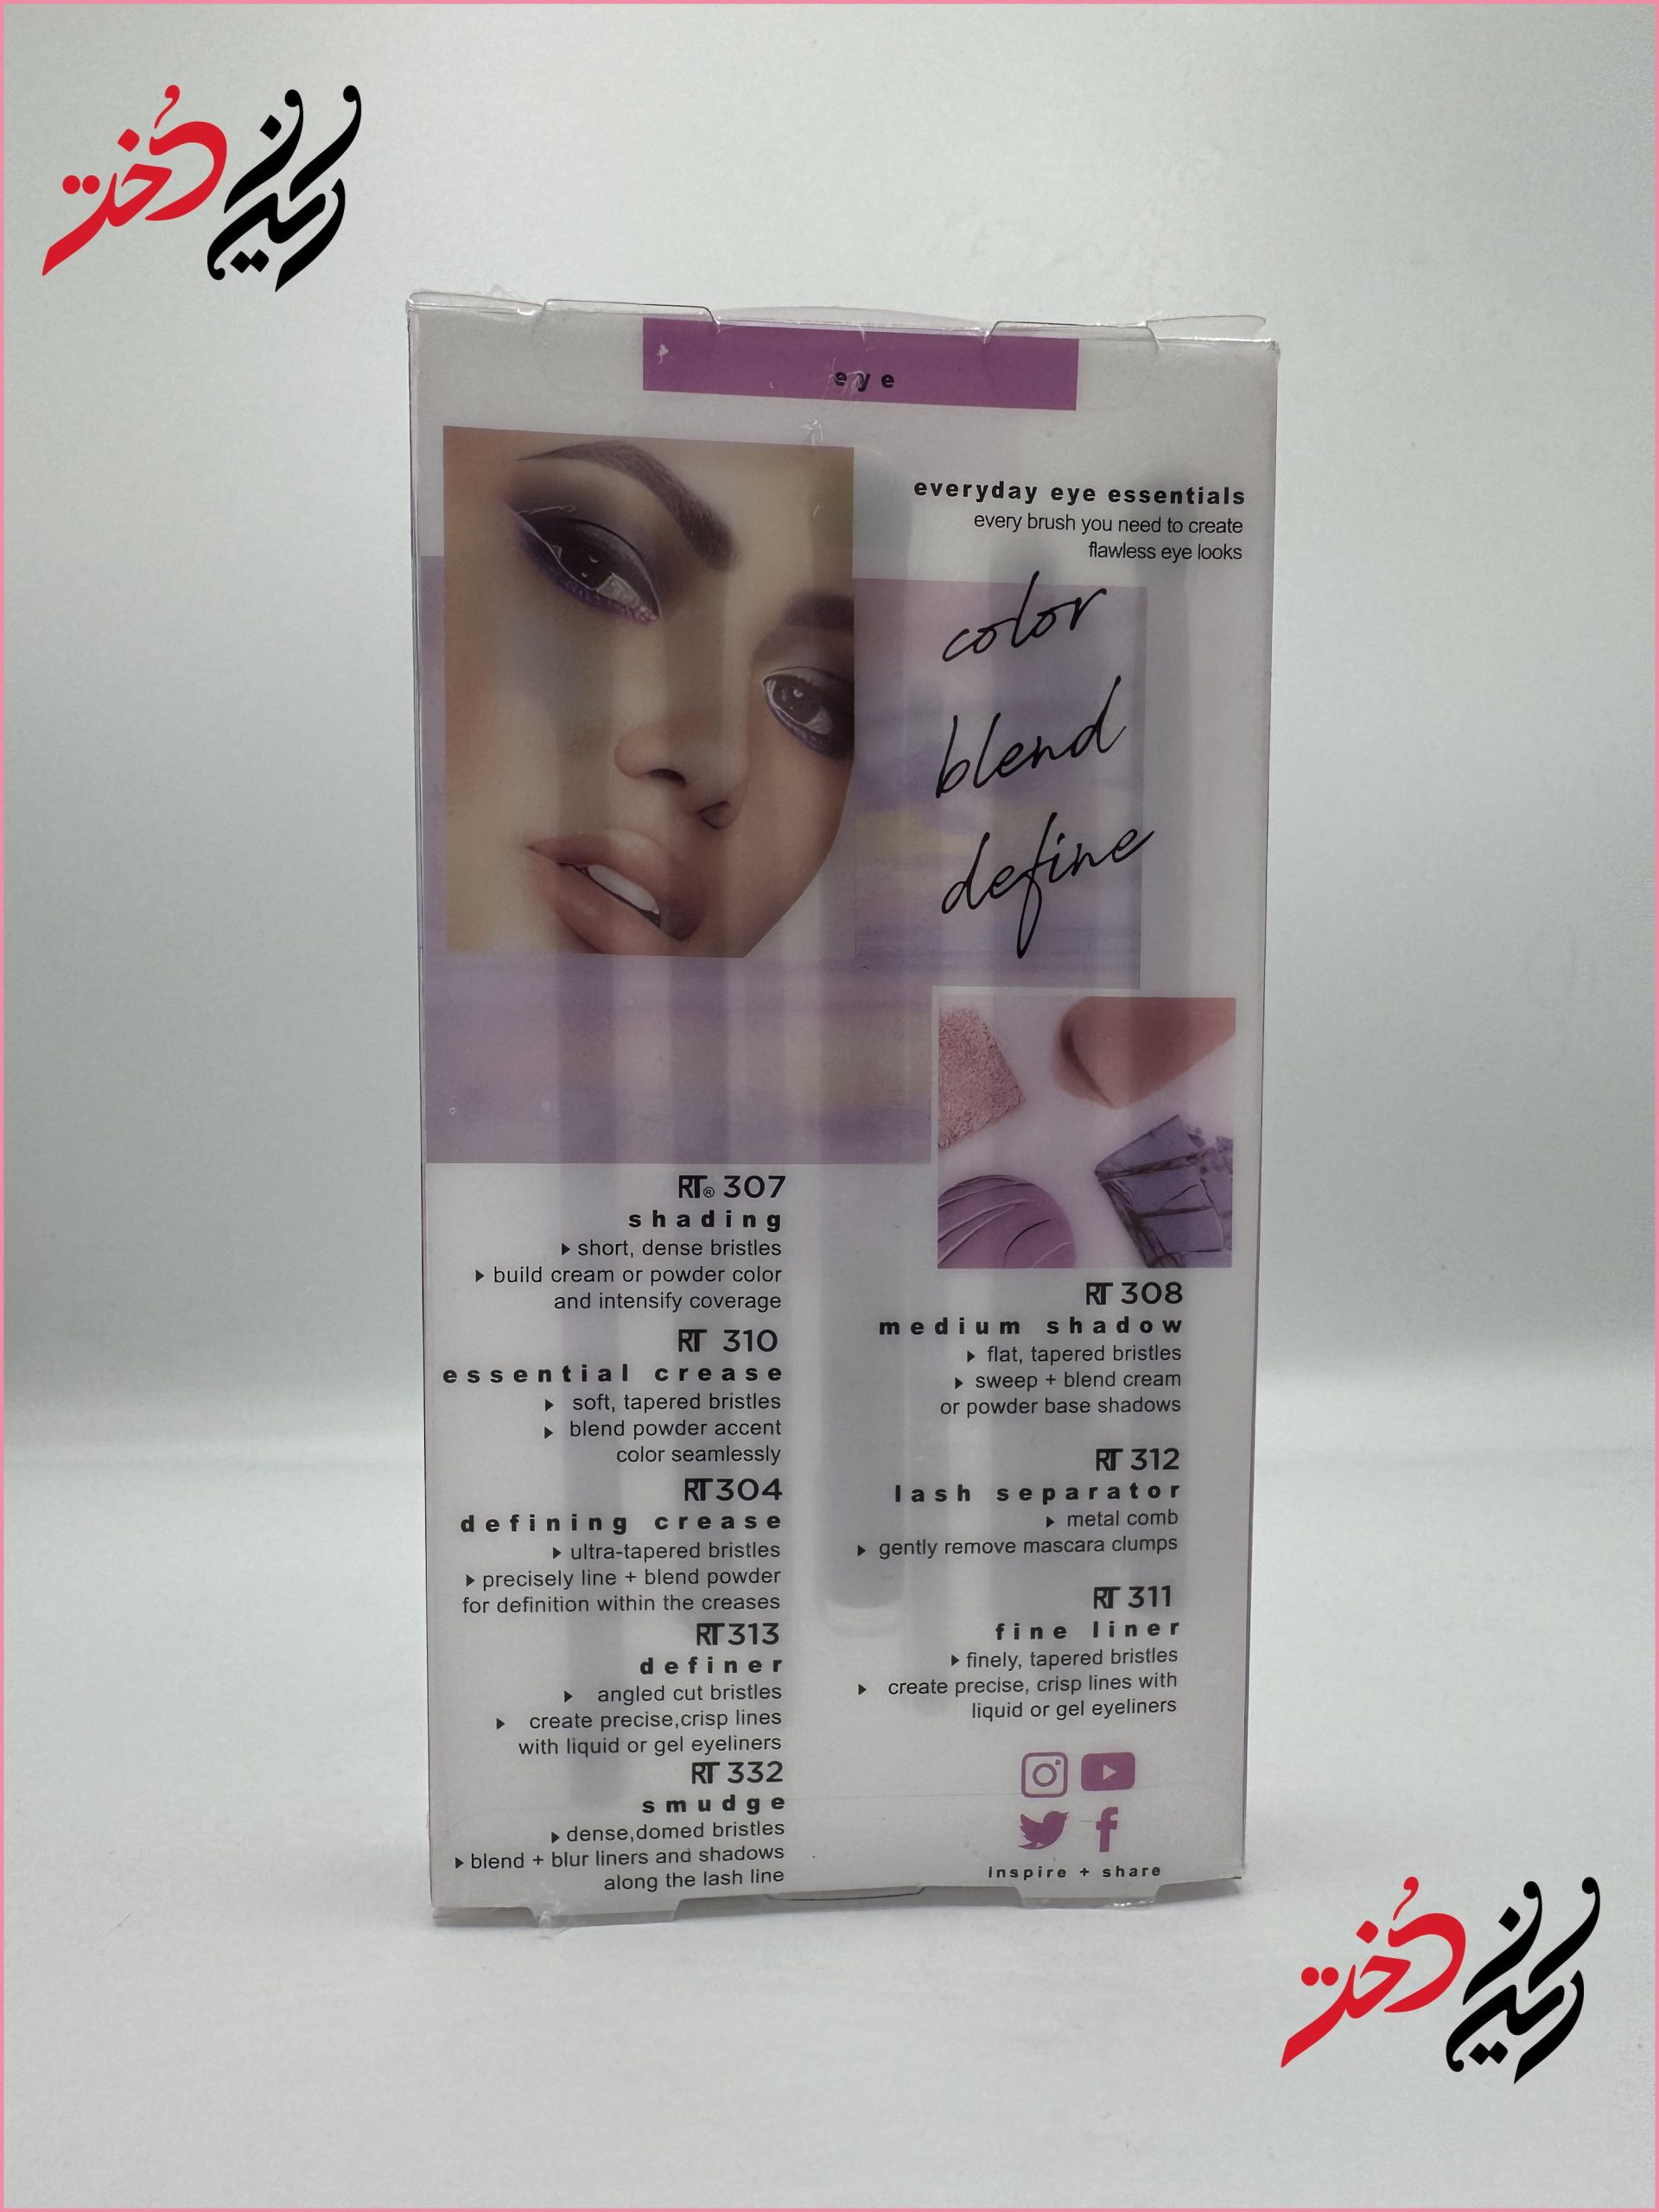 eye
everyday eye essentials
every brush you need to create
flawless eye looks
color
blend
define
RT® 307
shading
▸ short, dense bristles
▸ build cream or powder color
and intensify coverage
RT 310
essential crease
▸ soft, tapered bristles
▸ blend powder accent
color seamlessly
RT304
defining crease
▸ ultra-tapered bristles
▸ precisely line + blend powder
for definition within the creases
RT313
definer
▸ angled cut bristles
▸ create precise,crisp lines
with liquid or gel eyeliners
RT 332
smudge
▸ dense,domed bristles
▸ blend + blur liners and shadows
along the lash line
RT 308
medium shadow
▸ flat, tapered bristles
▸ sweep + blend cream
or powder base shadows
RT 312
lash separator
▸ metal comb
▸ gently remove mascara clumps
RT 311
fine liner
▸ finely, tapered bristles
▸ create precise, crisp lines with
liquid or gel eyeliners
inspire + share